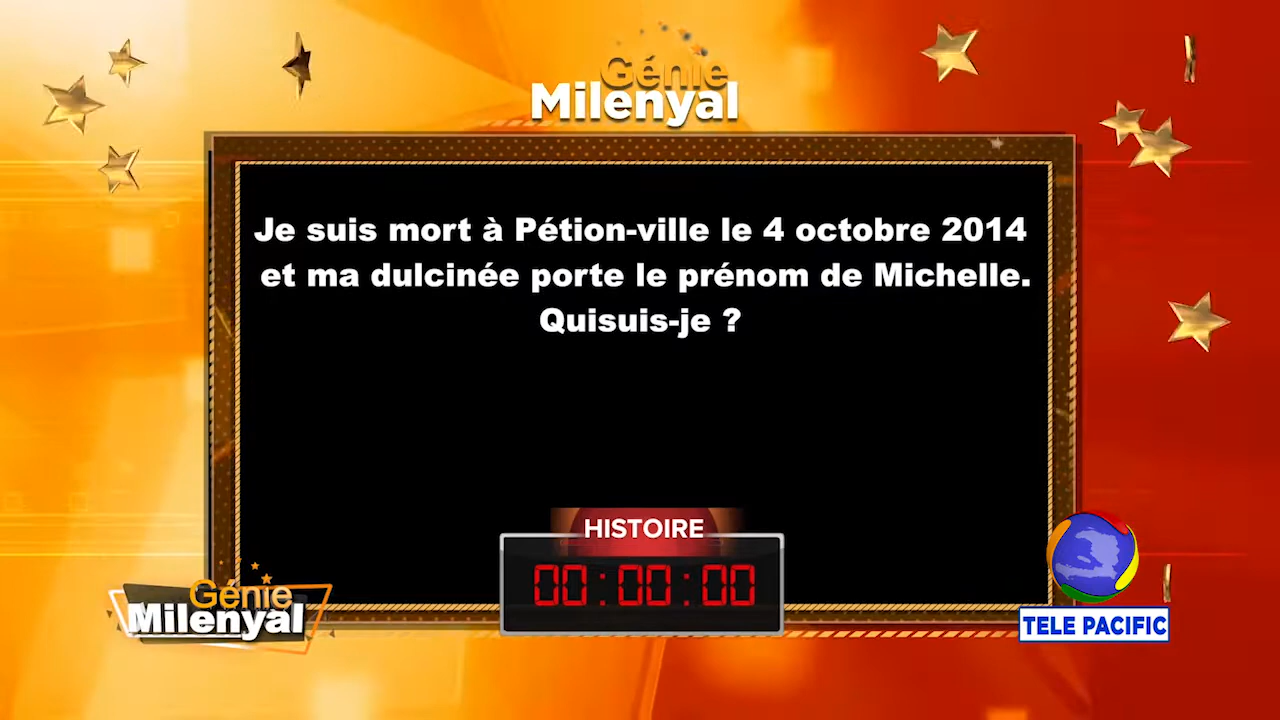 Génie
Milenyal
Je suis mort à Pétion-ville le 4 octobre 2014
et ma dulcinée porte le prénom de Michelle.
Quisuis-je ?
HISTOIRE
00:00:00
Génie
Milenyal
TELE PACIFIC